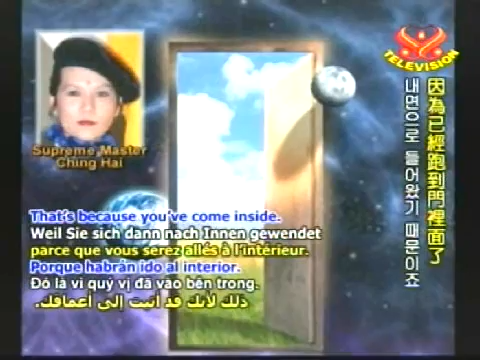 TELEVISION
Supreme Master
Ching Hai
因為已經跑到門裡面了
내면으로 들어왔기 때문이죠
That's because you've come inside.
Weil Sie sich dann nach Innen gewendet
parce que vous serez allés à l'intérieur.
Porque habrán ido al interior.
Đó là vì quý vị đã vào bên trong.
ذلك لأنك قد أتيت إلى أعماقك.